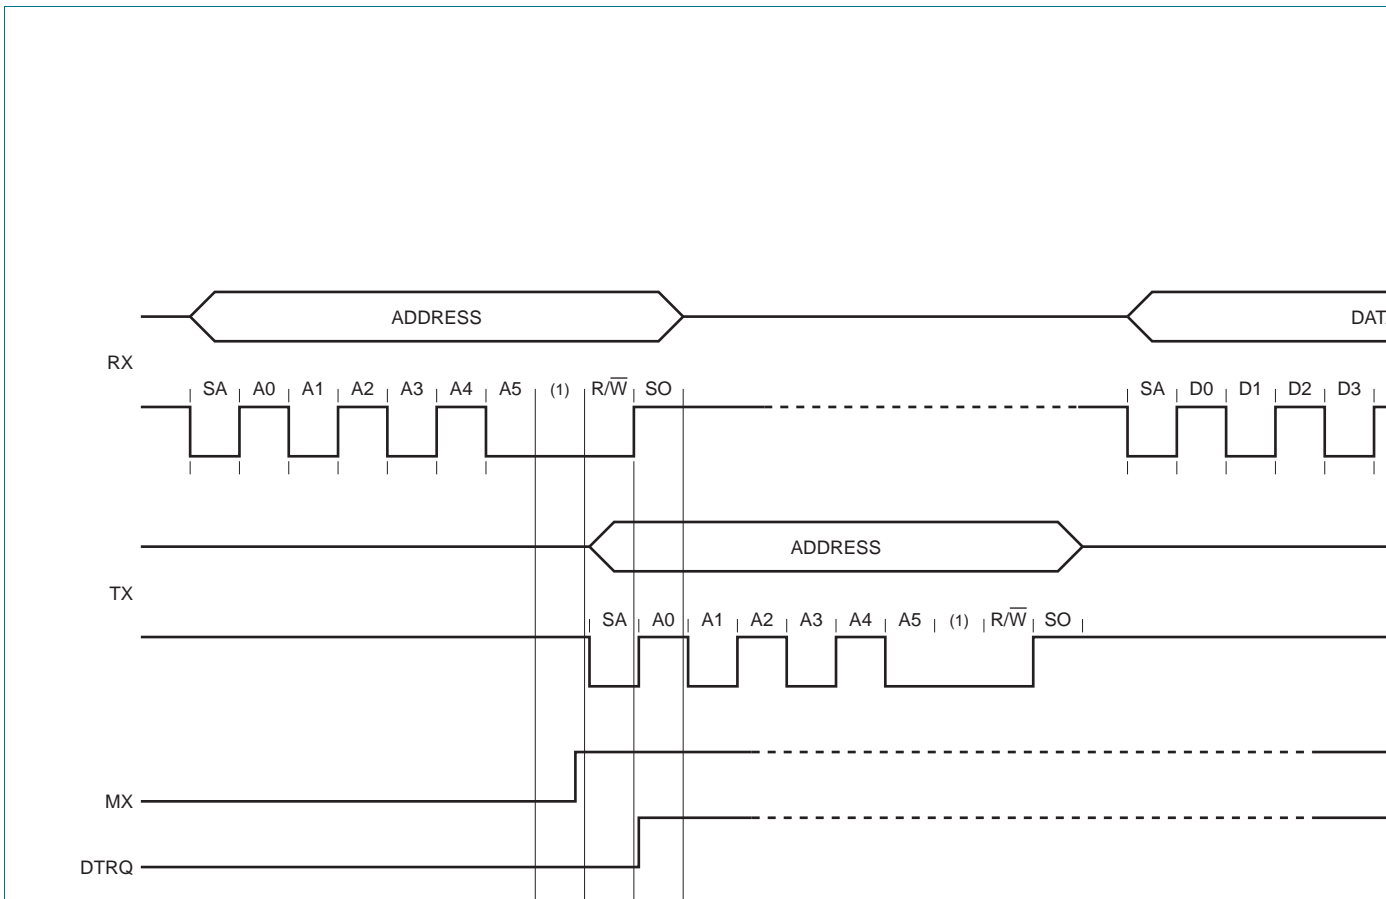 ADDRESS
DAT
RX
SA A0 A1 A2 A3 A4 A5 (1) R/W̅ SO SA D0 D1 D2 D3
ADDRESS
TX
SA A0 A1 A2 A3 A4 A5 (1) R/W̅ SO
MX
DTRQ